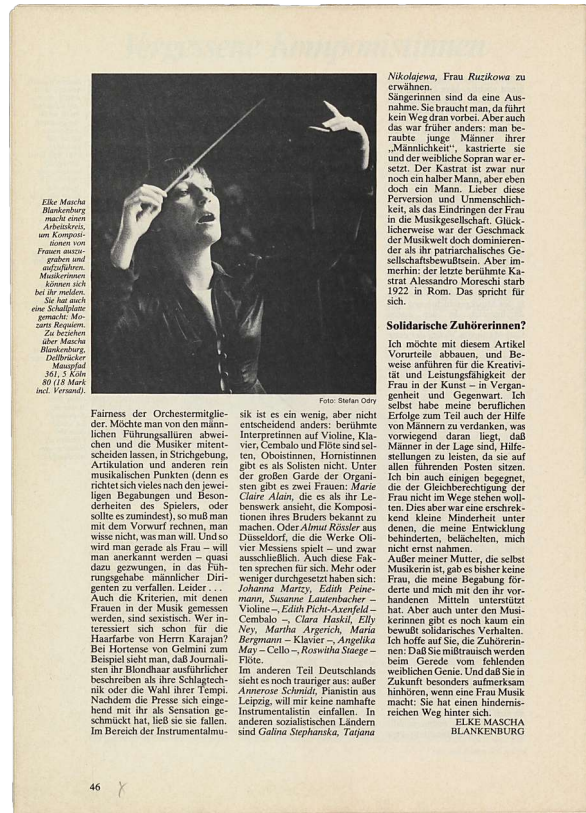 Elke Mascha
Blankenburg
macht einen
Arbeitskreis,
um Komposi-
tionen von
Frauen auszu-
graben und
aufzuführen.
Musikerinnen
können sich
bei ihr melden.
Sie hat auch
eine Schallplatte
gemacht: Mo-
zarts Requiem.
Zu beziehen
über Mascha
Blankenburg,
Dellbrücker
Mauspfad
361, 5 Köln
80 (18 Mark
incl. Versand).
Foto: Stefan Odry
Fairness der Orchestermitglie-
der. Möchte man von den männ-
lichen Führungsallüren abwei-
chen und die Musiker mitent-
scheiden lassen, in Strichgebung,
Artikulation und anderen rein
musikalischen Punkten (denn es
richtet sich vieles nach den jewei-
ligen Begabungen und Beson-
derheiten des Spielers, oder
sollte es zumindest), so muß man
mit dem Vorwurf rechnen, man
wisse nicht, was man will. Und so
wird man gerade als Frau – will
man anerkannt werden – quasi
dazu gezwungen, in das Füh-
rungsgehabe männlicher Diri-
genten zu verfallen. Leider . . .
Auch die Kriterien, mit denen
Frauen in der Musik gemessen
werden, sind sexistisch. Wer in-
teressiert sich schon für die
Haarfarbe von Herrn Karajan?
Bei Hortense von Gelmini zum
Beispiel sieht man, daß Journali-
sten ihr Blondhaar ausführlicher
beschreiben als ihre Schlagtech-
nik oder die Wahl ihrer Tempi.
Nachdem die Presse sich einge-
hend mit ihr als Sensation ge-
schmückt hat, ließ sie sie fallen.
Im Bereich der Instrumentalmu-
sik ist es ein wenig, aber nicht
entscheidend anders: berühmte
Interpretinnen auf Violine, Kla-
vier, Cembalo und Flöte sind sel-
ten, Oboistinnen, Hornistinnen
gibt es als Solisten nicht. Unter
der großen Garde der Organi-
sten gibt es zwei Frauen: Marie
Claire Alain, die es als ihr Le-
benswerk ansieht, die Komposi-
tionen ihres Bruders bekannt zu
machen. Oder Almut Rössler aus
Düsseldorf, die die Werke Oli-
vier Messiens spielt – und zwar
ausschließlich. Auch diese Fak-
ten sprechen für sich. Mehr oder
weniger durchgesetzt haben sich:
Johanna Martzy, Edith Peine-
mann, Susanne Lautenbacher –
Violine –, Edith Picht-Axenfeld –
Cembalo –, Clara Haskil, Elly
Ney, Martha Argerich, Maria
Bergmann – Klavier –, Angelika
May – Cello –, Roswitha Staege –
Flöte.
Im anderen Teil Deutschlands
sieht es noch trauriger aus: außer
Annerose Schmidt, Pianistin aus
Leipzig, will mir keine namhafte
Instrumentalistin einfallen. In
anderen sozialistischen Ländern
sind Galina Stephanska, Tatjana
Nikolajewa, Frau Ruzikowa zu
erwähnen.
Sängerinnen sind da eine Aus-
nahme. Sie braucht man, da führt
kein Weg dran vorbei. Aber auch
das war früher anders: man be-
raubte junge Männer ihrer
„Männlichkeit“, kastrierte sie
und der weibliche Sopran war er-
setzt. Der Kastrat ist zwar nur
noch ein halber Mann, aber eben
doch ein Mann. Lieber diese
Perversion und Unmenschlich-
keit, als das Eindringen der Frau
in die Musikgesellschaft. Glück-
licherweise war der Geschmack
der Musikwelt doch dominieren-
der als ihr patriarchalisches Ge-
sellschaftsbewußtsein. Aber im-
merhin: der letzte berühmte Ka-
strat Alessandro Moreschi starb
1922 in Rom. Das spricht für
sich.
Solidarische Zuhörerinnen?
Ich möchte mit diesem Artikel
Vorurteile abbauen, und Be-
weise anführen für die Kreativi-
tät und Leistungsfähigkeit der
Frau in der Kunst – in Vergan-
genheit und Gegenwart. Ich
selbst habe meine beruflichen
Erfolge zum Teil auch der Hilfe
von Männern zu verdanken, was
vorwiegend daran liegt, daß
Männer in der Lage sind, Hilfe-
stellungen zu leisten, da sie auf
allen führenden Posten sitzen.
Ich bin auch einigen begegnet,
die der Gleichberechtigung der
Frau nicht im Wege stehen woll-
ten. Dies aber war eine erschrek-
kend kleine Minderheit unter
denen, die meine Entwicklung
behinderten, belächelten, mich
nicht ernst nahmen.
Außer meiner Mutter, die selbst
Musikerin ist, gab es bisher keine
Frau, die meine Begabung för-
derte und mich mit den ihr vor-
handenen Mitteln unterstützt
hat. Aber auch unter den Musi-
kerinnen gibt es noch kaum ein
bewußt solidarisches Verhalten.
Ich hoffe auf Sie, die Zuhörerin-
nen: Daß Sie mißtrauisch werden
beim Gerede vom fehlenden
weiblichen Genie. Und daß Sie in
Zukunft besonders aufmerksam
hinhören, wenn eine Frau Musik
macht: Sie hat einen hindernis-
reichen Weg hinter sich.
ELKE MASCHA
BLANKENBURG
46